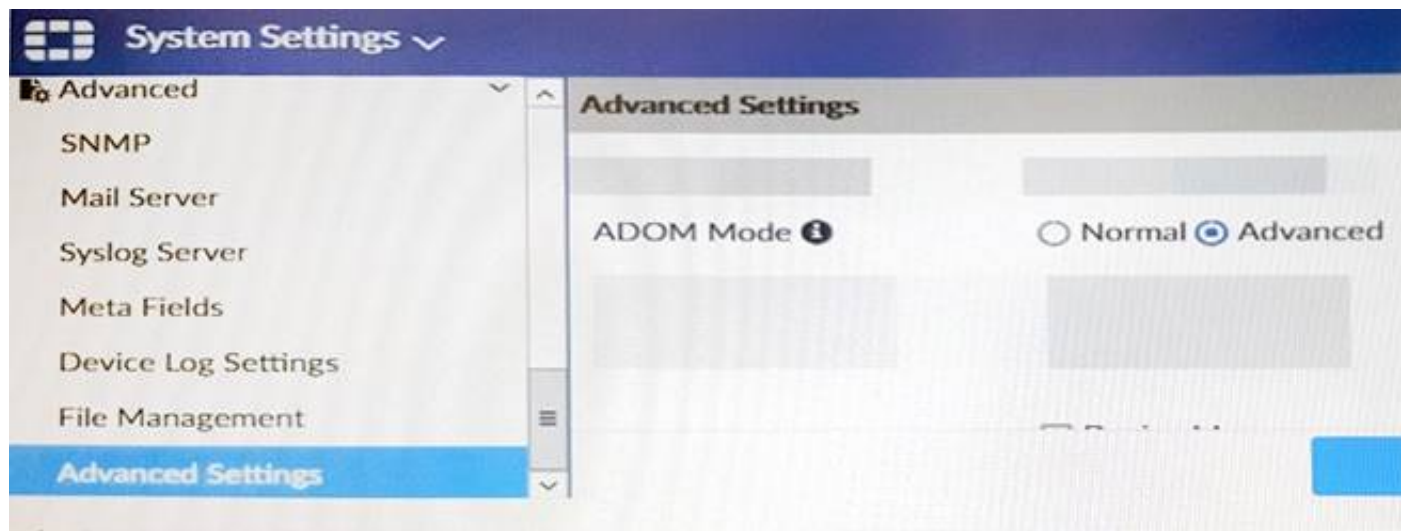 System Settings
Advanced
SNMP
Mail Server
Syslog Server
Meta Fields
Device Log Settings
File Management
Advanced Settings
Advanced Settings
ADOM Mode
Normal Advanced